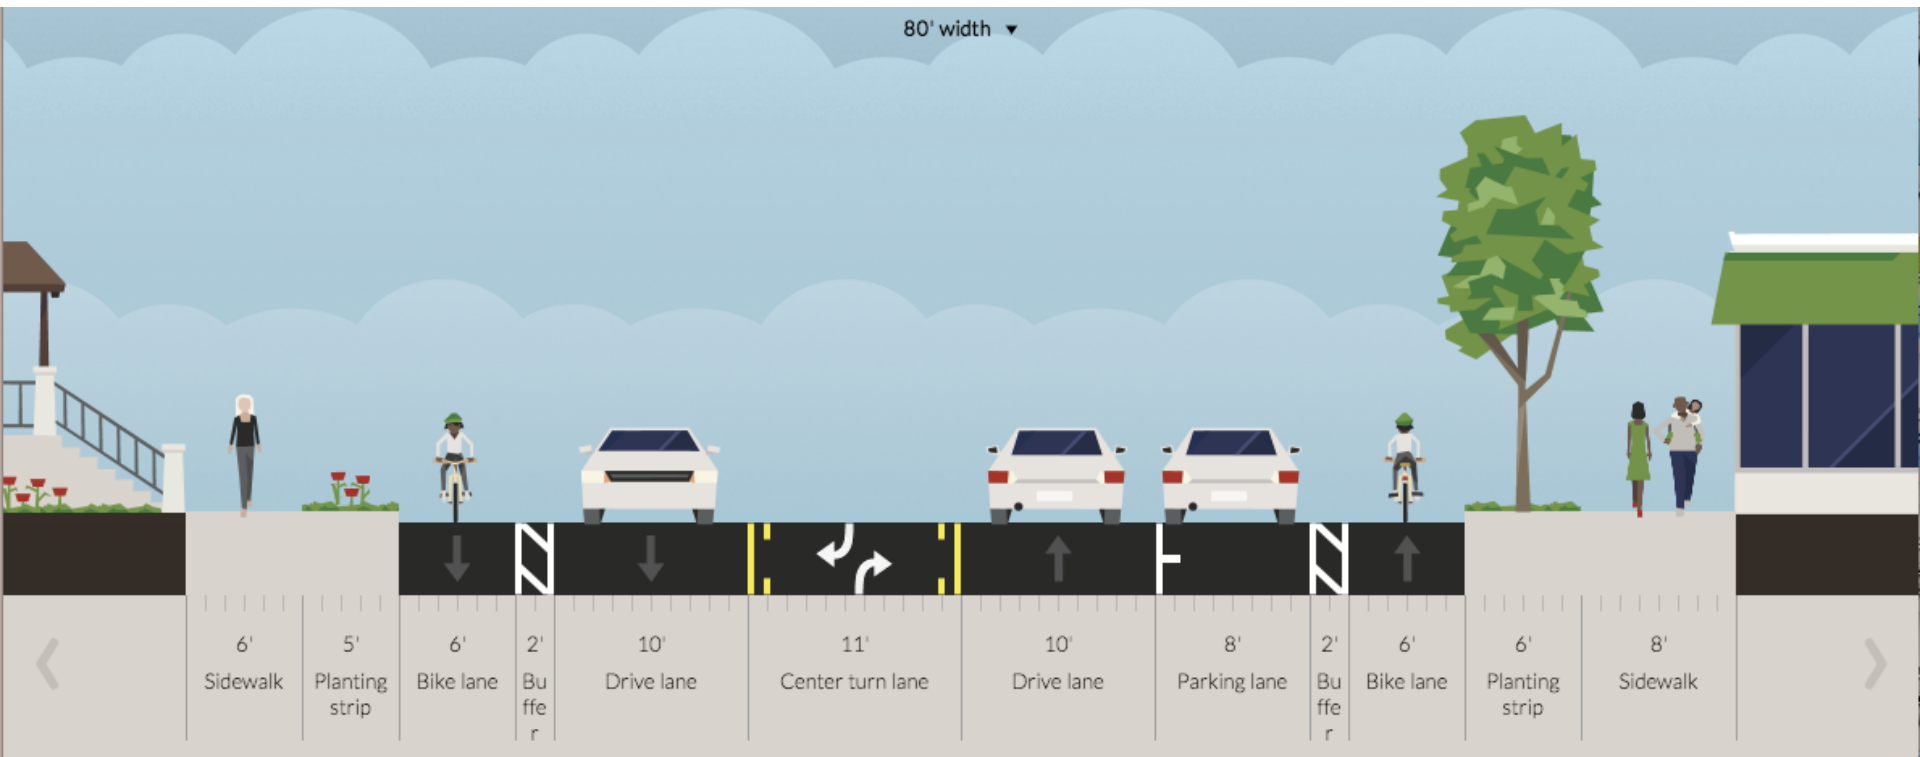 80' width ▼
6'
Sidewalk
5'
Planting
strip
6'
Bike lane
2'
Bu
ffe
r
10'
Drive lane
11'
Center turn lane
10'
Drive lane
8'
Parking lane
2'
Bu
ffe
r
6'
Bike lane
6'
Planting
strip
8'
Sidewalk